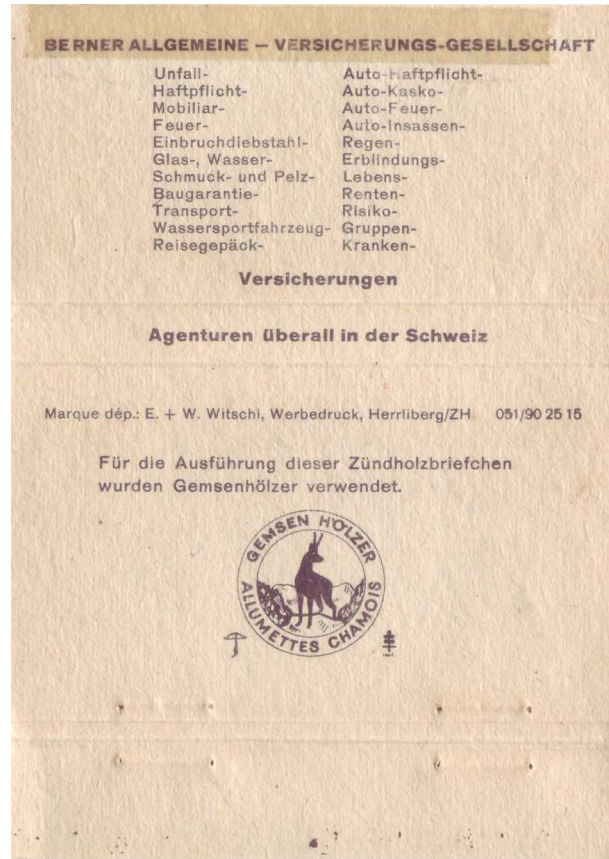 BERNER ALLGEMEINE – VERSICHERUNGS-GESELLSCHAFT
Unfall-
Haftpflicht-
Mobiliar-
Feuer-
Einbruchdiebstahl-
Glas-, Wasser-
Schmuck- und Pelz-
Baugarantie-
Transport-
Wassersportfahrzeug-
Reisegepäck-
Auto-Haftpflicht-
Auto-Kasko-
Auto-Feuer-
Auto-Insassen-
Regen-
Erblindungs-
Lebens-
Renten-
Risiko-
Gruppen-
Kranken-
Versicherungen
Agenturen überall in der Schweiz
Marque dép.: E. + W. Witschi, Werbedruck, Herrliberg/ZH 051/90 25 15
Für die Ausführung dieser Zündholzbriefchen
wurden Gemsenhölzer verwendet.
GEMSEN HÖLZER
ALLUMETTES CHAMOIS